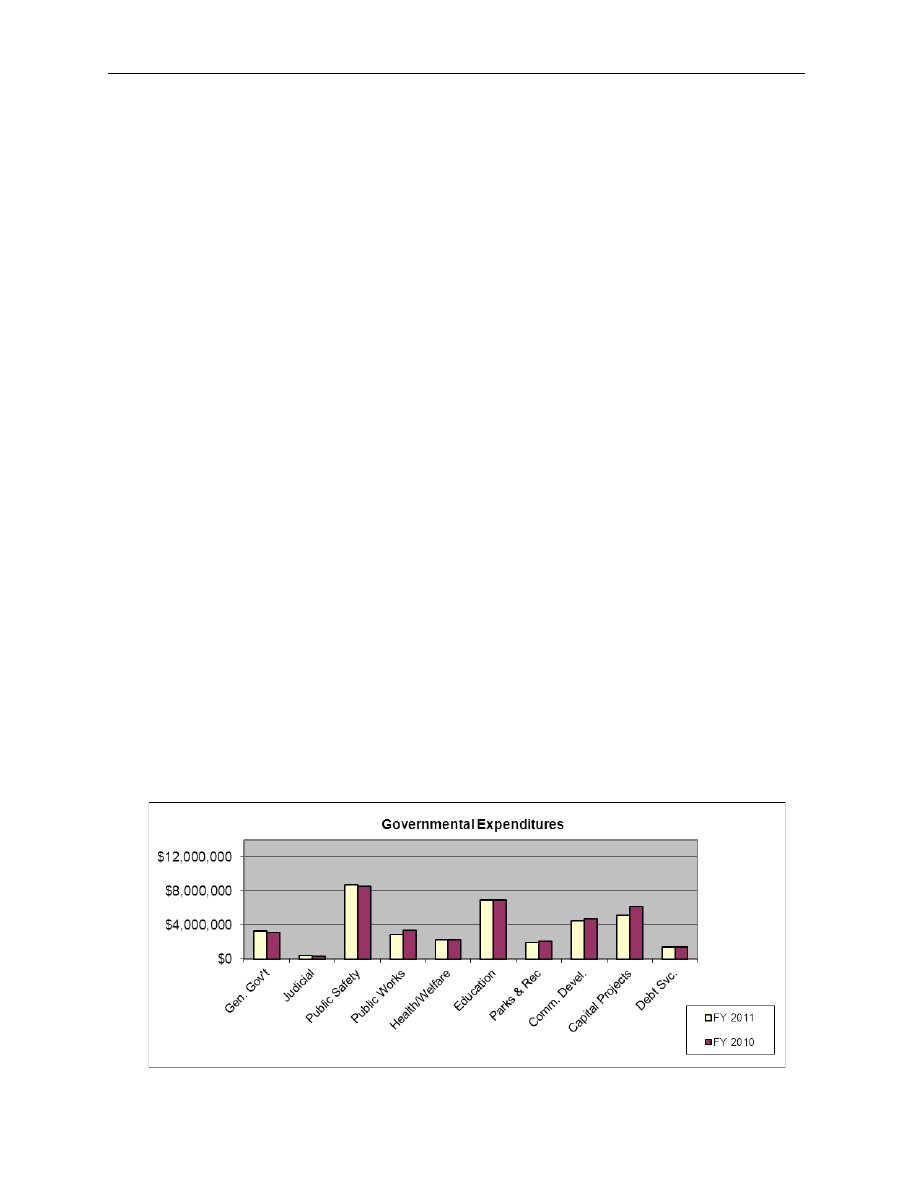 Governmental Expenditures
$12,000,000
$8,000,000
$4,000,000
$0
Gen. Gov't
Judicial
Public Safety
Public Works
Health/Welfare
Education
Parks & Rec
Comm. Devel.
Capital Projects
Debt Svc.
FY 2011
FY 2010